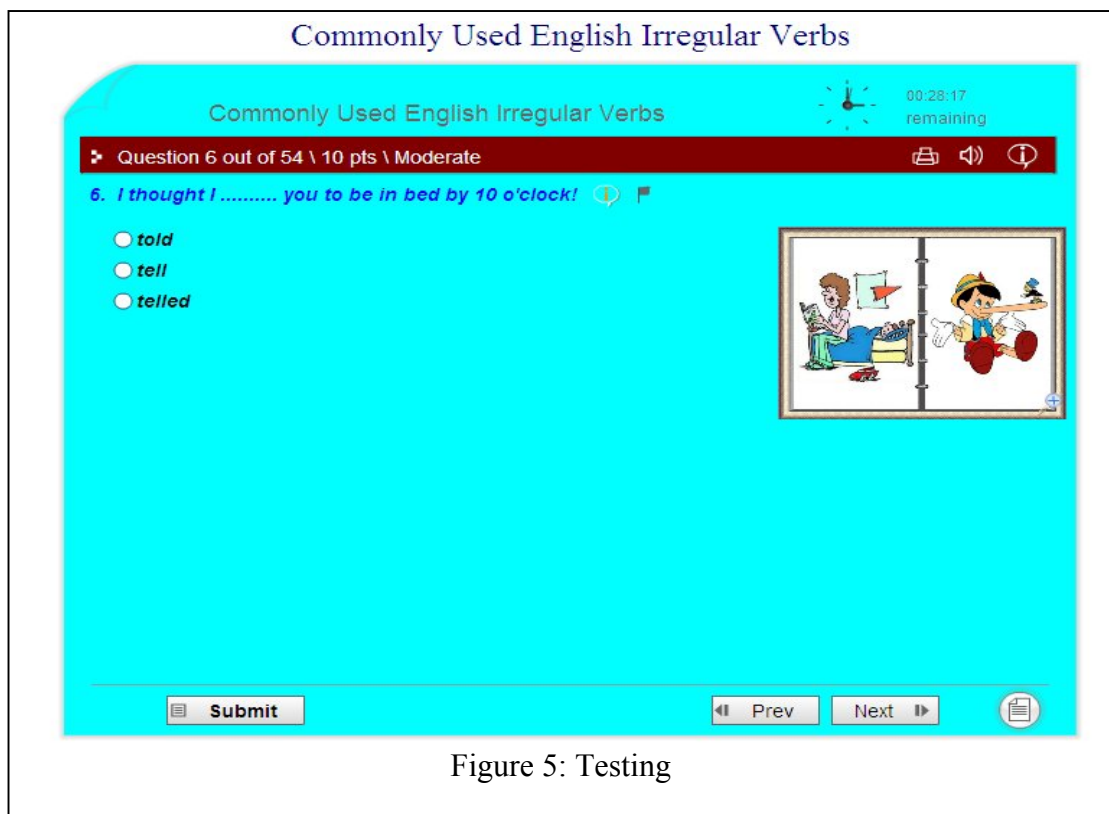 Commonly Used English Irregular Verbs
Commonly Used English Irregular Verbs
00:28:17
remaining
Question 6 out of 54 \ 10 pts \ Moderate
6. I thought I .......... you to be in bed by 10 o'clock!
told
tell
telled
Submit
Prev
Next
Figure 5: Testing